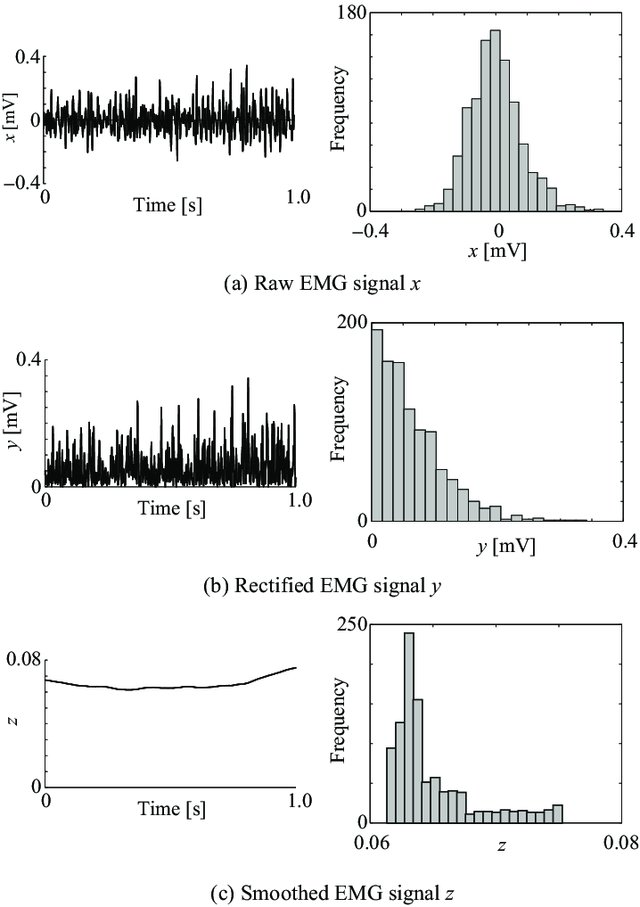 0.4
x [mV]
0
−0.4
0
Time [s]
1.0
180
Frequency
0
−0.4
0
0.4
x [mV]
(a) Raw EMG signal x
0.4
y [mV]
0
0
Time [s]
1.0
200
Frequency
0
0
y [mV]
0.4
(b) Rectified EMG signal y
0.08
z
0
0
Time [s]
1.0
250
Frequency
0
0.06
z
0.08
(c) Smoothed EMG signal z